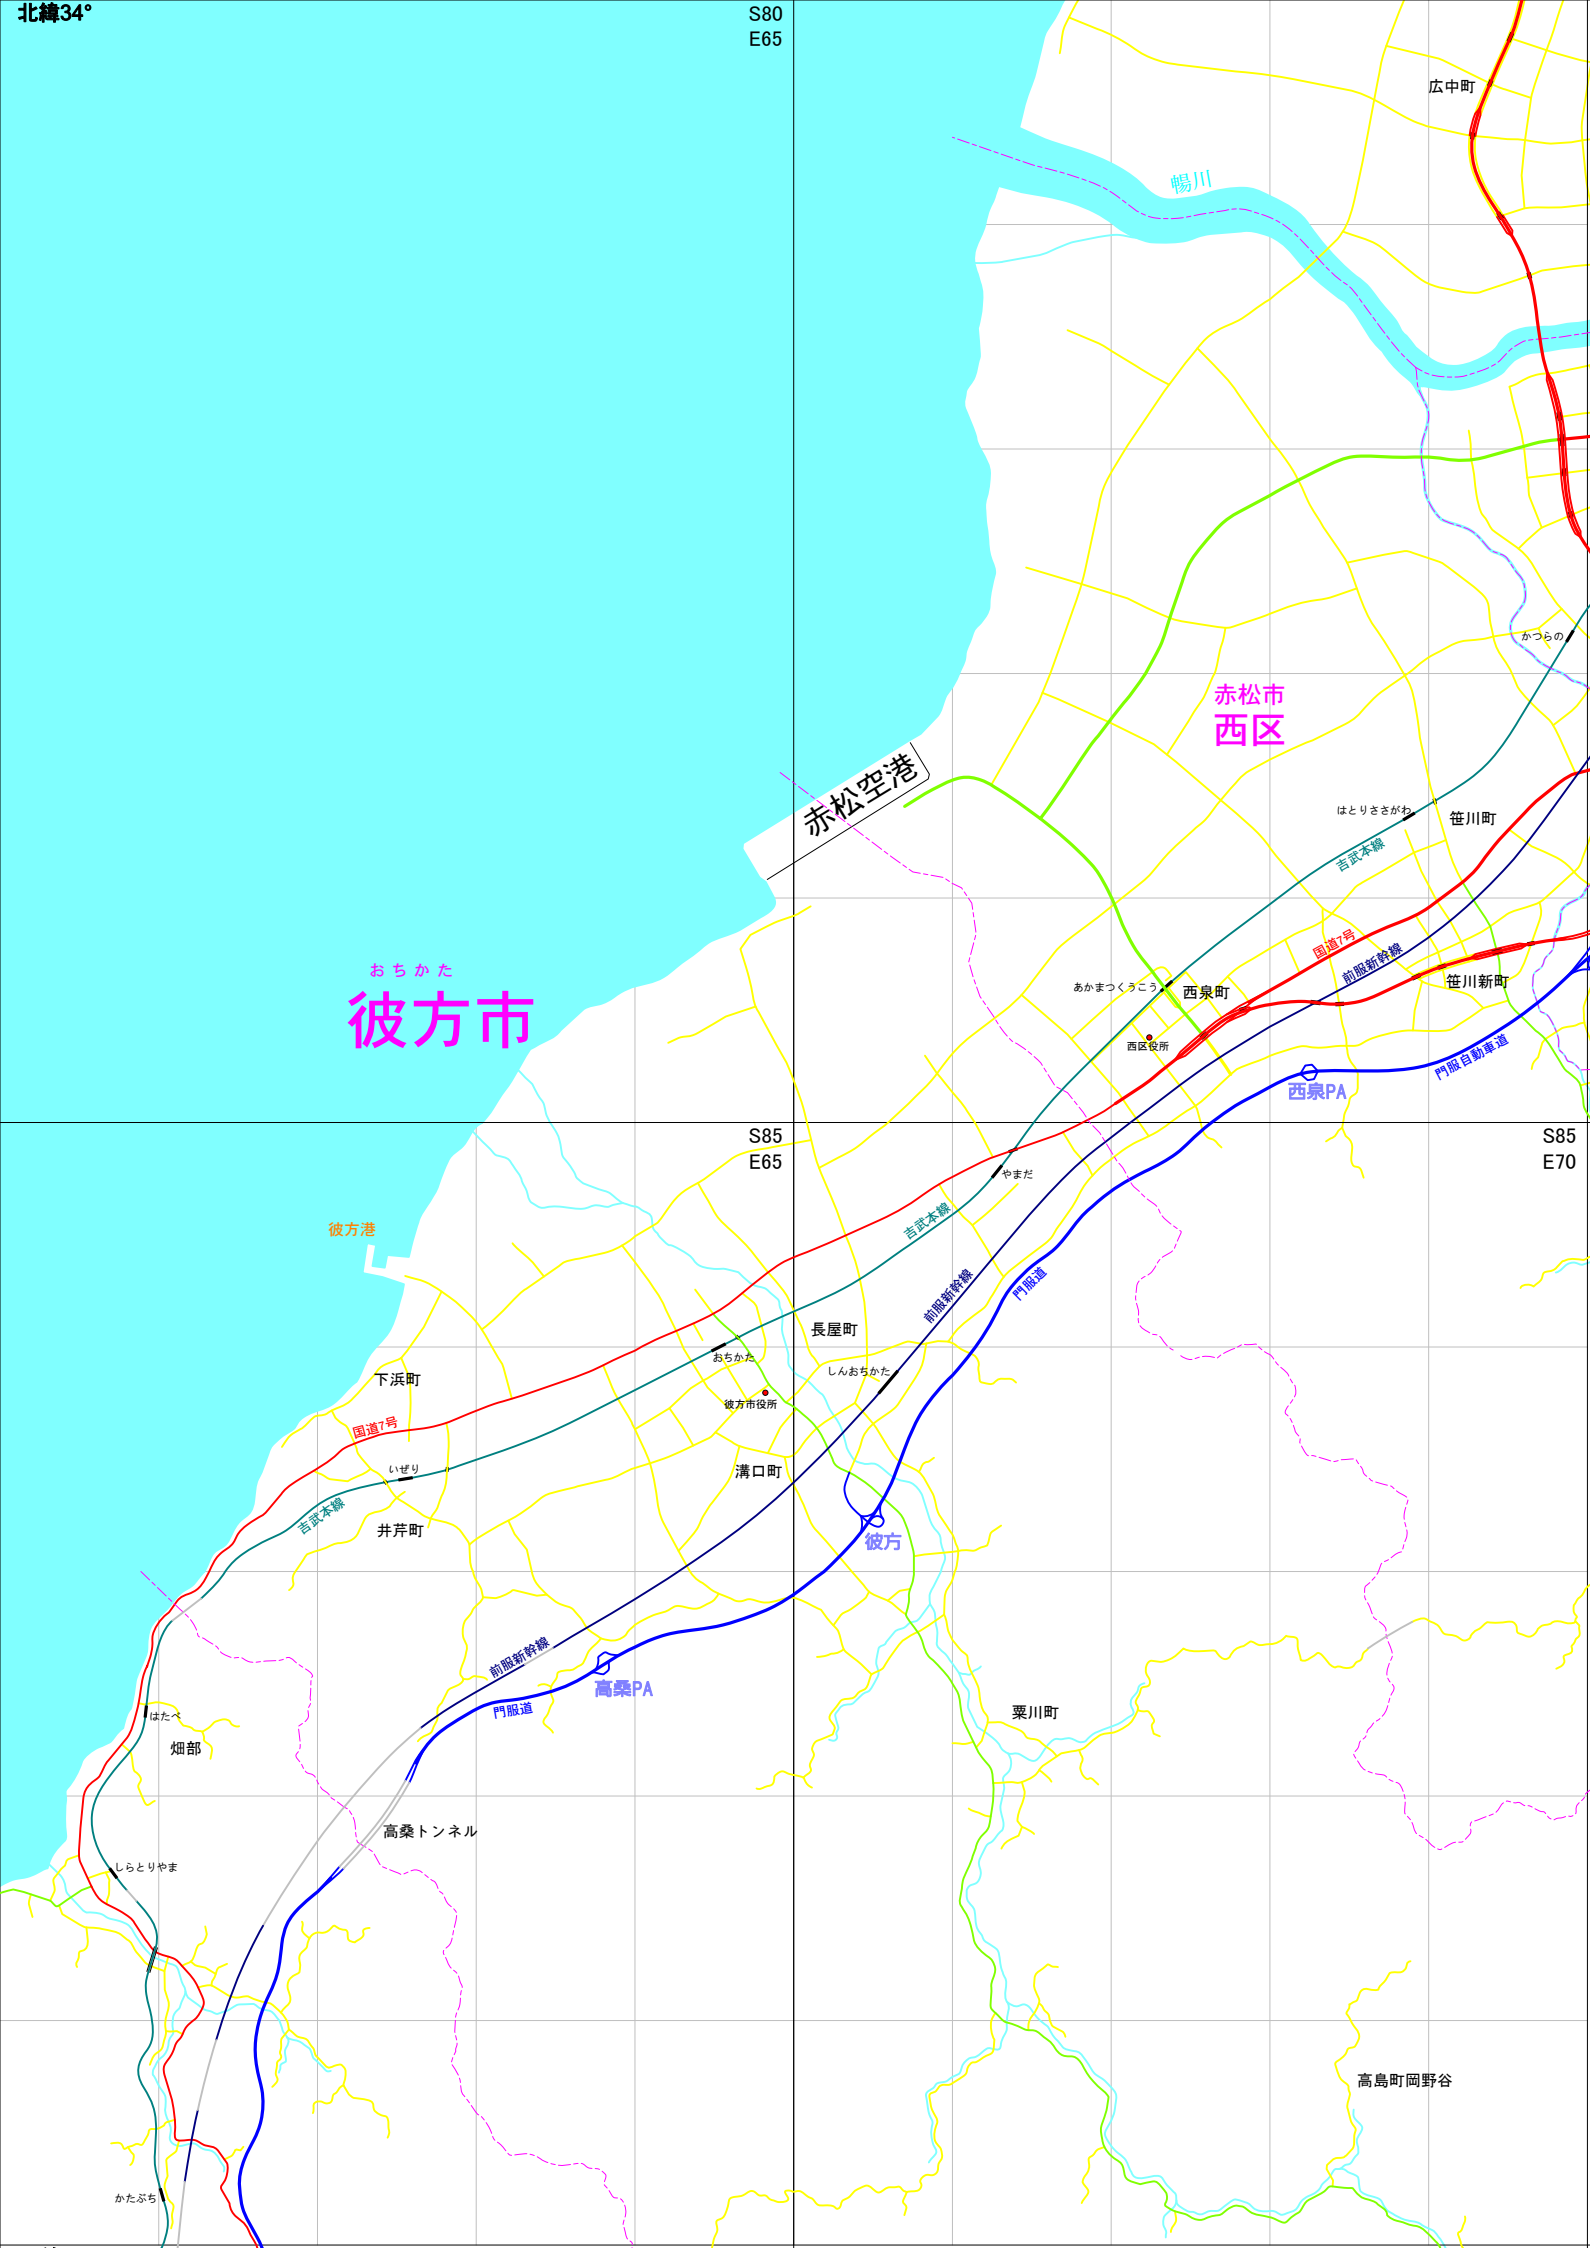 北緯34°
S80
E65
広中町
暢川
かつらの
赤松市
西区
赤松空港
はとりささがわ
笹川町
吉武本線
国道7号
前服新幹線
おちかた
彼方市
あかまつくうこう
西泉町
笹川新町
西区役所
門服自動車道
西泉PA
S85
E65
S85
E70
やまだ
吉武本線
彼方港
前服新幹線
門服道
長屋町
おちかた
しんおちかた
下浜町
彼方市役所
国道7号
いぜり
溝口町
吉武本線
井芹町
彼方
前服新幹線
高桑PA
門服道
粟川町
はたべ
畑部
高桑トンネル
しらとりやま
高島町岡野谷
かたぶち